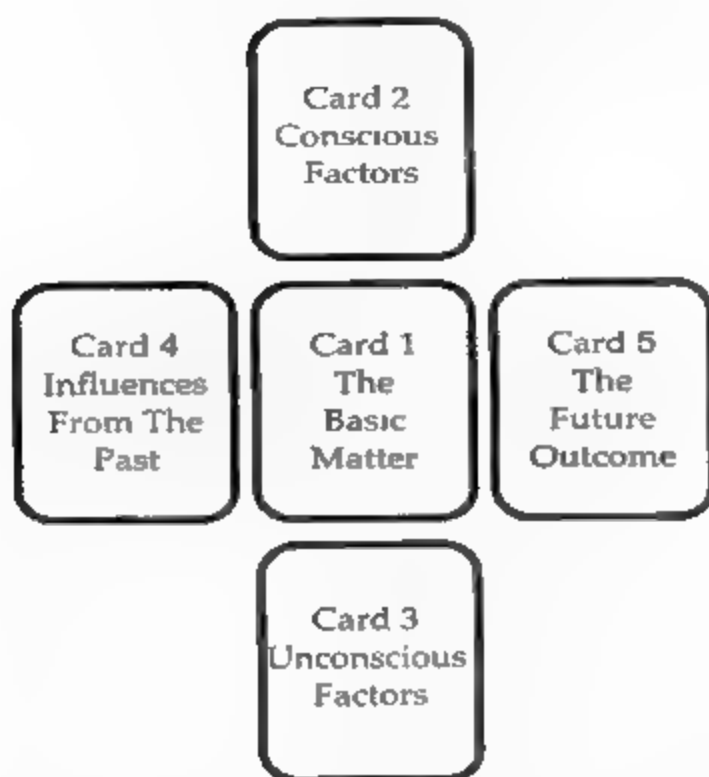 Card 2
Conscious
Factors
Card 4
Influences
From The
Past
Card 1
The
Basic
Matter
Card 5
The
Future
Outcome
Card 3
Unconscious
Factors